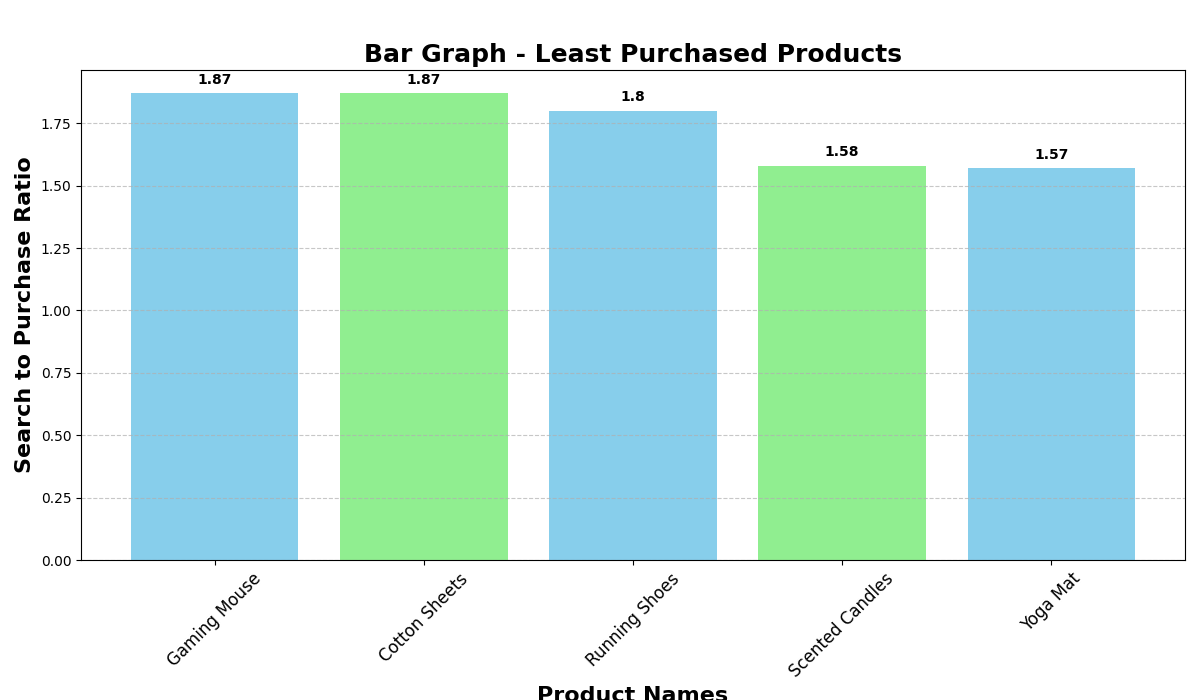 Bar Graph - Least Purchased Products
1.87
1.87
1.8
1.58
1.57
Search to Purchase Ratio
1.75
1.50
1.25
1.00
0.75
0.50
0.25
0.00
Gaming Mouse
Cotton Sheets
Running Shoes
Scented Candles
Yoga Mat
Product Names